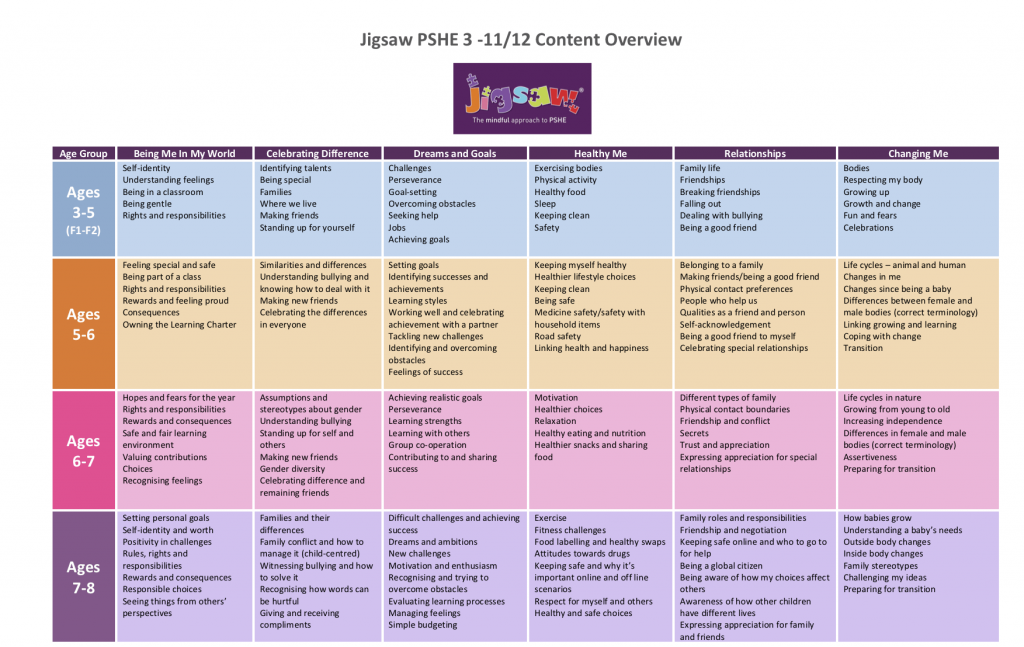 Jigsaw PSHE 3 -11/12 Content Overview
jigsaw®
The mindful approach to PSHE
Age Group
Being Me In My World
Celebrating Difference
Dreams and Goals
Healthy Me
Relationships
Changing Me
Ages
3-5
(F1-F2)
Self-identity
Understanding feelings
Being in a classroom
Being gentle
Rights and responsibilities
Identifying talents
Being special
Families
Where we live
Making friends
Standing up for yourself
Challenges
Perseverance
Goal-setting
Overcoming obstacles
Seeking help
Jobs
Achieving goals
Exercising bodies
Physical activity
Healthy food
Sleep
Keeping clean
Safety
Family life
Friendships
Breaking friendships
Falling out
Dealing with bullying
Being a good friend
Bodies
Respecting my body
Growing up
Growth and change
Fun and fears
Celebrations
Ages
5-6
Feeling special and safe
Being part of a class
Rights and responsibilities
Rewards and feeling proud
Consequences
Owning the Learning Charter
Similarities and differences
Understanding bullying and
knowing how to deal with it
Making new friends
Celebrating the differences
in everyone
Setting goals
Identifying successes and
achievements
Learning styles
Working well and celebrating
achievement with a partner
Tackling new challenges
Identifying and overcoming
obstacles
Feelings of success
Keeping myself healthy
Healthier lifestyle choices
Keeping clean
Being safe
Medicine safety/safety with
household items
Road safety
Linking health and happiness
Belonging to a family
Making friends/being a good friend
Physical contact preferences
People who help us
Qualities as a friend and person
Self-acknowledgement
Being a good friend to myself
Celebrating special relationships
Life cycles – animal and human
Changes in me
Changes since being a baby
Differences between female and
male bodies (correct terminology)
Linking growing and learning
Coping with change
Transition
Ages
6-7
Hopes and fears for the year
Rights and responsibilities
Rewards and consequences
Safe and fair learning
environment
Valuing contributions
Choices
Recognising feelings
Assumptions and
stereotypes about gender
Understanding bullying
Standing up for self and
others
Making new friends
Gender diversity
Celebrating difference and
remaining friends
Achieving realistic goals
Perseverance
Learning strengths
Learning with others
Group co-operation
Contributing to and sharing
success
Motivation
Healthier choices
Relaxation
Healthy eating and nutrition
Healthier snacks and sharing
food
Different types of family
Physical contact boundaries
Friendship and conflict
Secrets
Trust and appreciation
Expressing appreciation for special
relationships
Life cycles in nature
Growing from young to old
Increasing independence
Differences in female and male
bodies (correct terminology)
Assertiveness
Preparing for transition
Ages
7-8
Setting personal goals
Self-identity and worth
Positivity in challenges
Rules, rights and
responsibilities
Rewards and consequences
Responsible choices
Seeing things from others’
perspectives
Families and their
differences
Family conflict and how to
manage it (child-centred)
Witnessing bullying and how
to solve it
Recognising how words can
be hurtful
Giving and receiving
compliments
Difficult challenges and achieving
success
Dreams and ambitions
New challenges
Motivation and enthusiasm
Recognising and trying to
overcome obstacles
Evaluating learning processes
Managing feelings
Simple budgeting
Exercise
Fitness challenges
Food labelling and healthy swaps
Attitudes towards drugs
Keeping safe and why it’s
important online and off line
scenarios
Respect for myself and others
Healthy and safe choices
Family roles and responsibilities
Friendship and negotiation
Keeping safe online and who to go to
for help
Being a global citizen
Being aware of how my choices affect
others
Awareness of how other children
have different lives
Expressing appreciation for family
and friends
How babies grow
Understanding a baby’s needs
Outside body changes
Inside body changes
Family stereotypes
Challenging my ideas
Preparing for transition